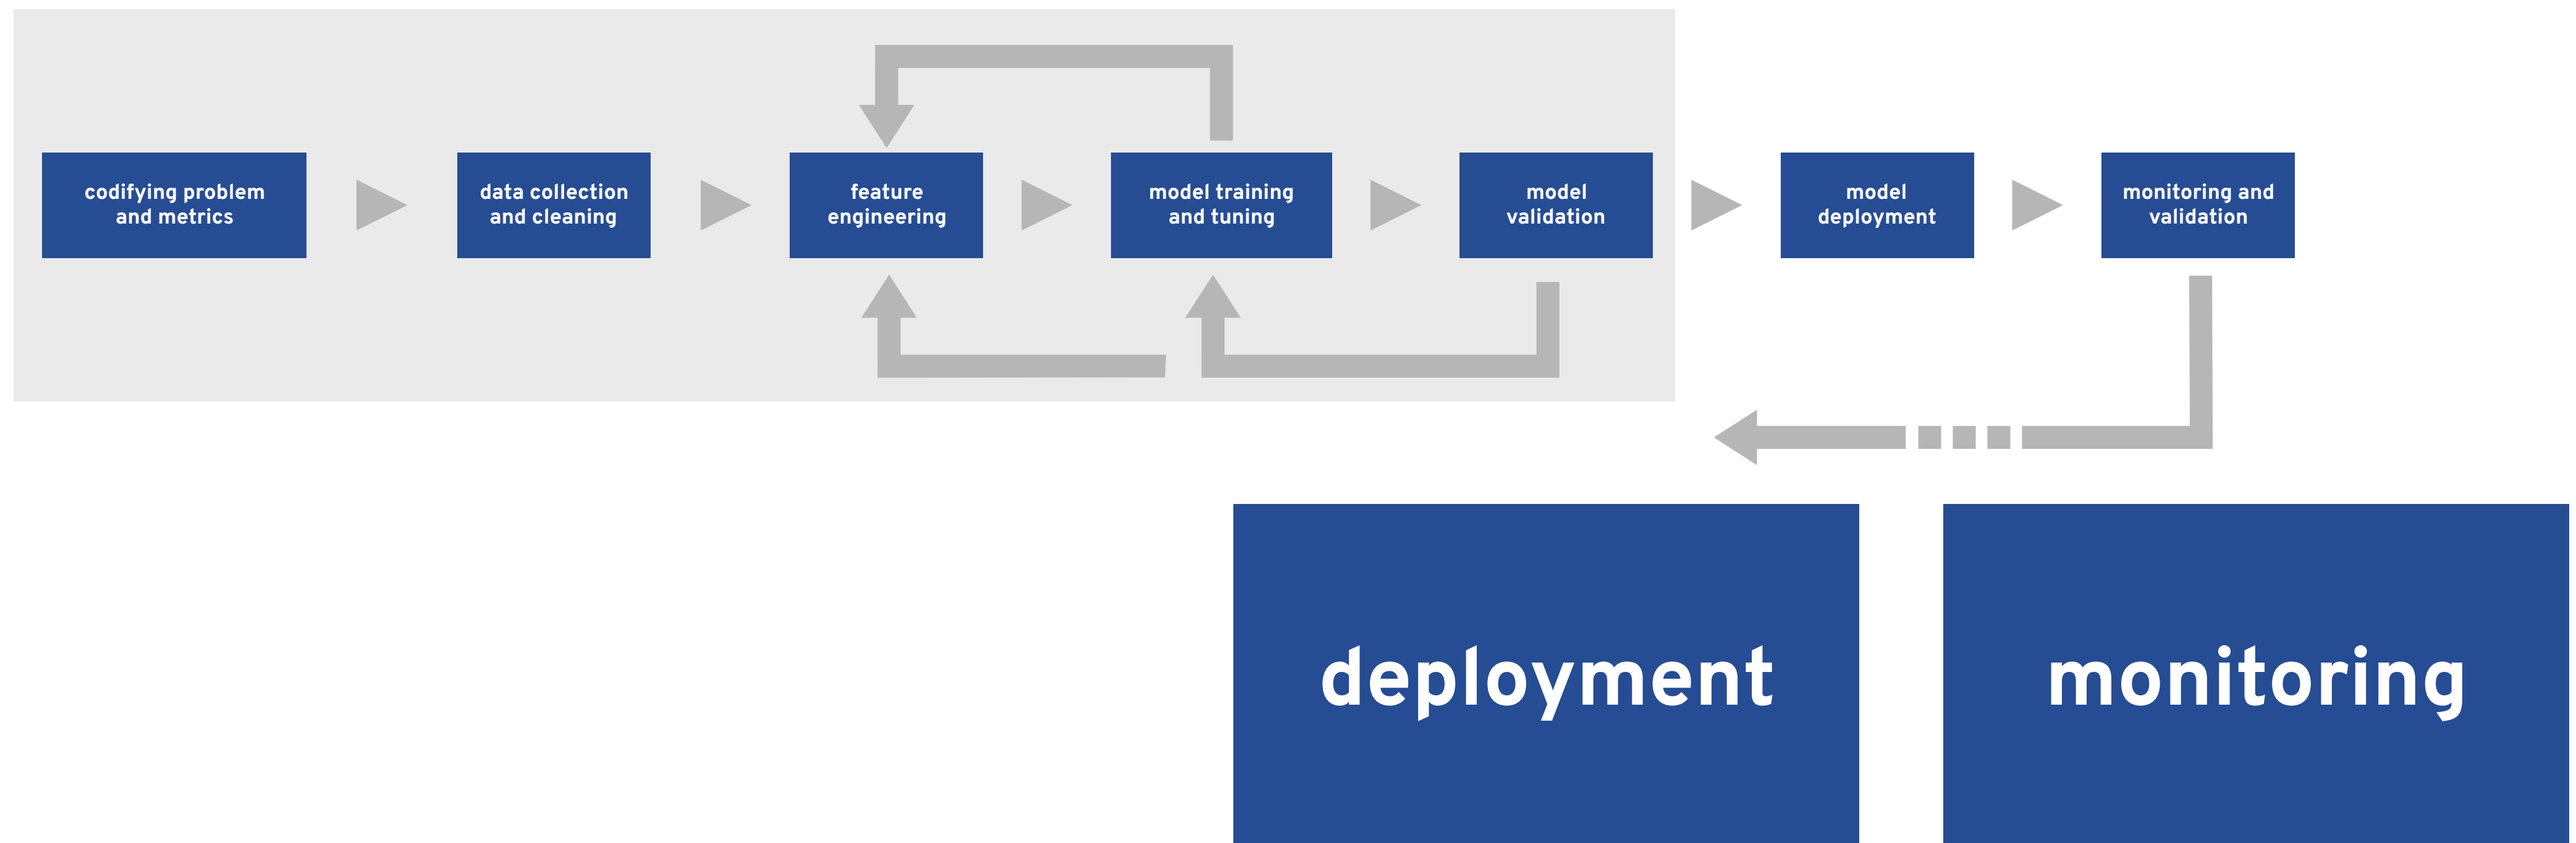 codifying problem
and metrics
data collection
and cleaning
feature
engineering
model training
and tuning
model
validation
model
deployment
monitoring and
validation
deployment
monitoring